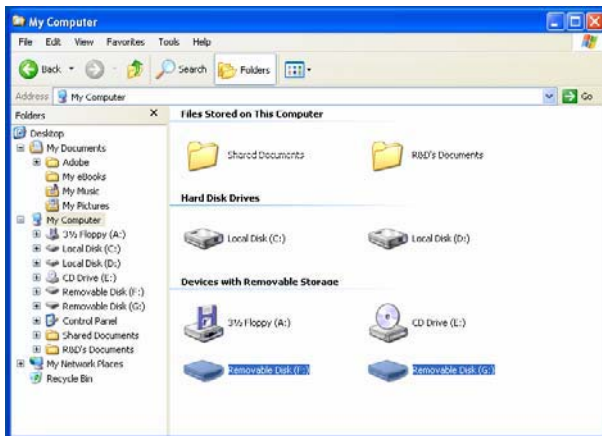 My Computer
File Edit View Favorites Tools Help
Back Search Folders
Address My Computer Go
Folders X
Desktop
My Documents
Adobe
My eBooks
My Music
My Pictures
My Computer
3½ Floppy (A:)
Local Disk (C:)
Local Disk (D:)
CD Drive (E:)
Removable Disk (F:)
Removable Disk (G:)
Control Panel
Shared Documents
R&D's Documents
My Network Places
Recycle Bin
Files Stored on This Computer
Shared Documents R&D's Documents
Hard Disk Drives
Local Disk (C:) Local Disk (D:)
Devices with Removable Storage
3½ Floppy (A:) CD Drive (E:)
Removable Disk (F:) Removable Disk (G:)